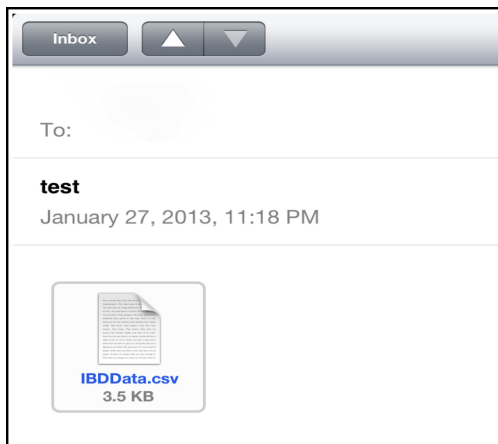 Inbox
To:
test
January 27, 2013, 11:18 PM
IBDData.csv
3.5 KB